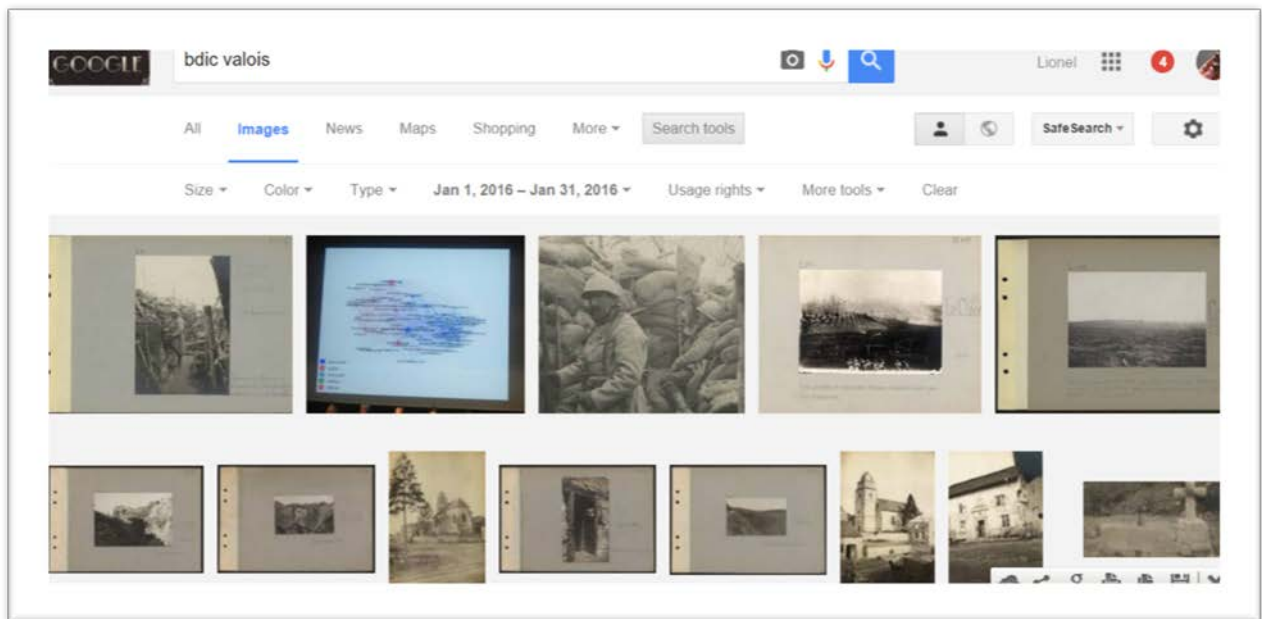 GOOGLE bdic valois Lionel 4
All Images News Maps Shopping More Search tools SafeSearch
Size Color Type Jan 1, 2016 – Jan 31, 2016 Usage rights More tools Clear